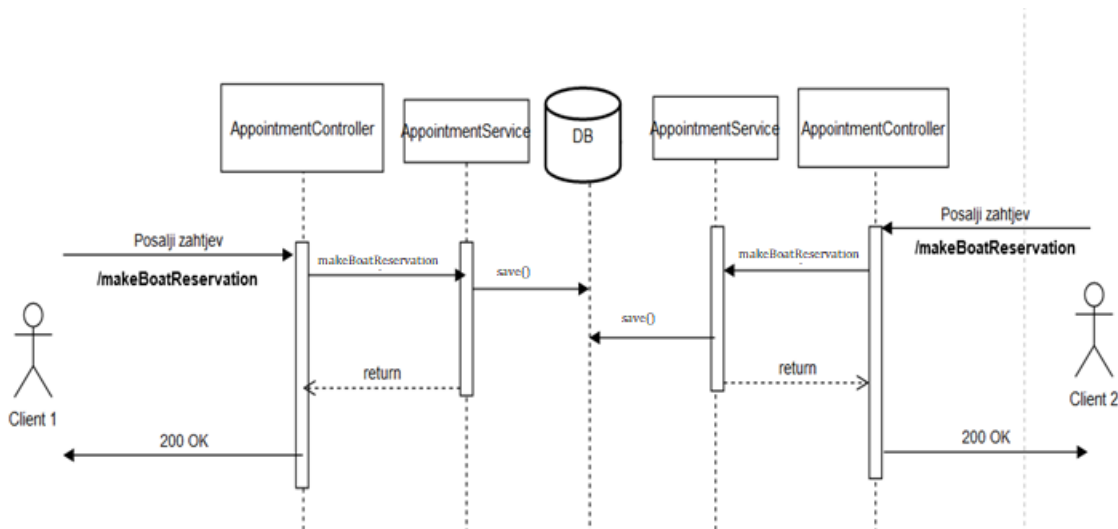 AppointmentController
AppointmentService
DB
AppointmentService
AppointmentController
Posalji zahtjev
/makeBoatReservation
Posalji zahtjev
/makeBoatReservation
makeBoatReservation
makeBoatReservation
save()
save()
return
return
Client 1
Client 2
200 OK
200 OK